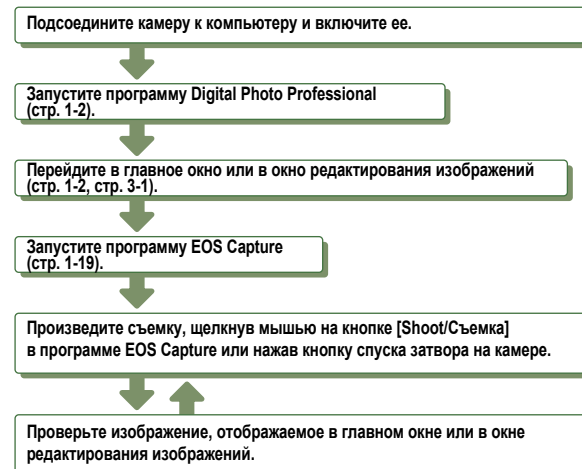 Подсоедините камеру к компьютеру и включите ее.
Запустите программу Digital Photo Professional
(стр. 1-2).
Перейдите в главное окно или в окно редактирования изображений
(стр. 1-2, стр. 3-1).
Запустите программу EOS Capture
(стр. 1-19).
Произведите съемку, щелкнув мышью на кнопке [Shoot/Съемка]
в программе EOS Capture или нажав кнопку спуска затвора на камере.
Проверьте изображение, отображаемое в главном окне или в окне
редактирования изображений.